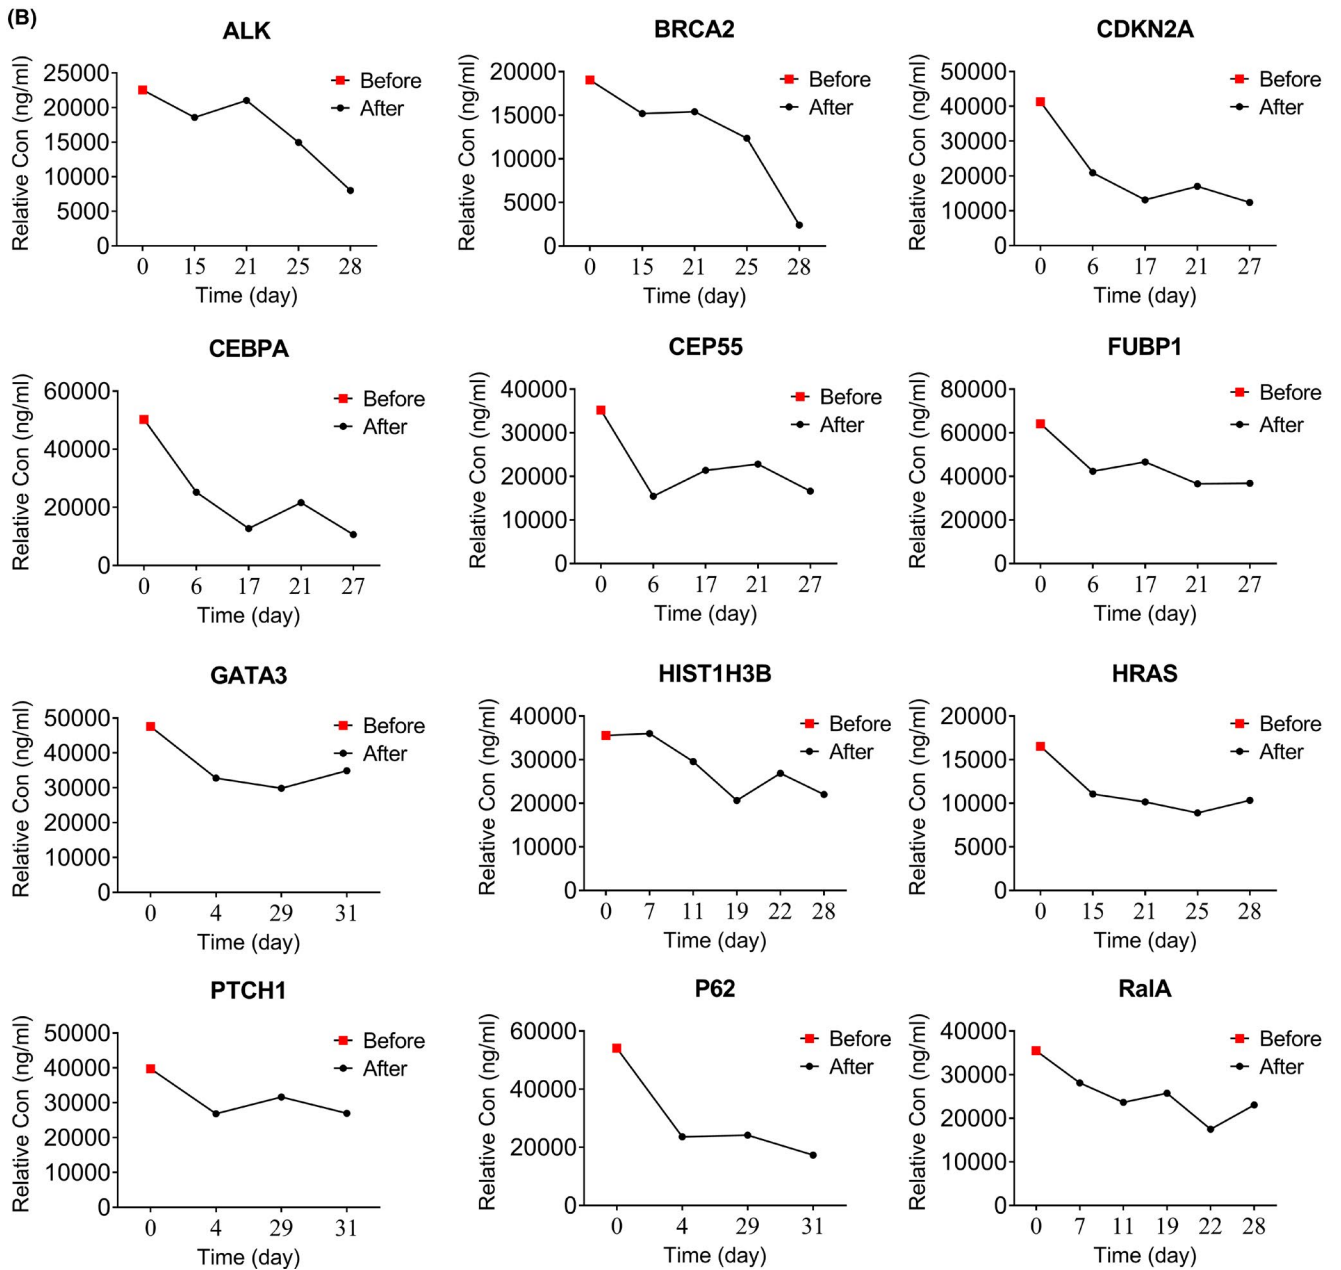 (B)
ALK
Relative Con (ng/ml)
25000
20000
15000
10000
5000
0
0 15 21 25 28
Time (day)
Before
After
BRCA2
Relative Con (ng/ml)
20000
15000
10000
5000
0
0 15 21 25 28
Time (day)
Before
After
CDKN2A
Relative Con (ng/ml)
50000
40000
30000
20000
10000
0
0 6 17 21 27
Time (day)
Before
After
CEBPA
Relative Con (ng/ml)
60000
40000
20000
0
0 6 17 21 27
Time (day)
Before
After
CEP55
Relative Con (ng/ml)
40000
30000
20000
10000
0
0 6 17 21 27
Time (day)
Before
After
FUBP1
Relative Con (ng/ml)
80000
60000
40000
20000
0
0 6 17 21 27
Time (day)
Before
After
GATA3
Relative Con (ng/ml)
50000
40000
30000
20000
10000
0
0 4 29 31
Time (day)
Before
After
HIST1H3B
Relative Con (ng/ml)
40000
30000
20000
10000
0
0 7 11 19 22 28
Time (day)
Before
After
HRAS
Relative Con (ng/ml)
20000
15000
10000
5000
0
0 15 21 25 28
Time (day)
Before
After
PTCH1
Relative Con (ng/ml)
50000
40000
30000
20000
10000
0
0 4 29 31
Time (day)
Before
After
P62
Relative Con (ng/ml)
60000
40000
20000
0
0 4 29 31
Time (day)
Before
After
RalA
Relative Con (ng/ml)
40000
30000
20000
10000
0
0 7 11 19 22 28
Time (day)
Before
After